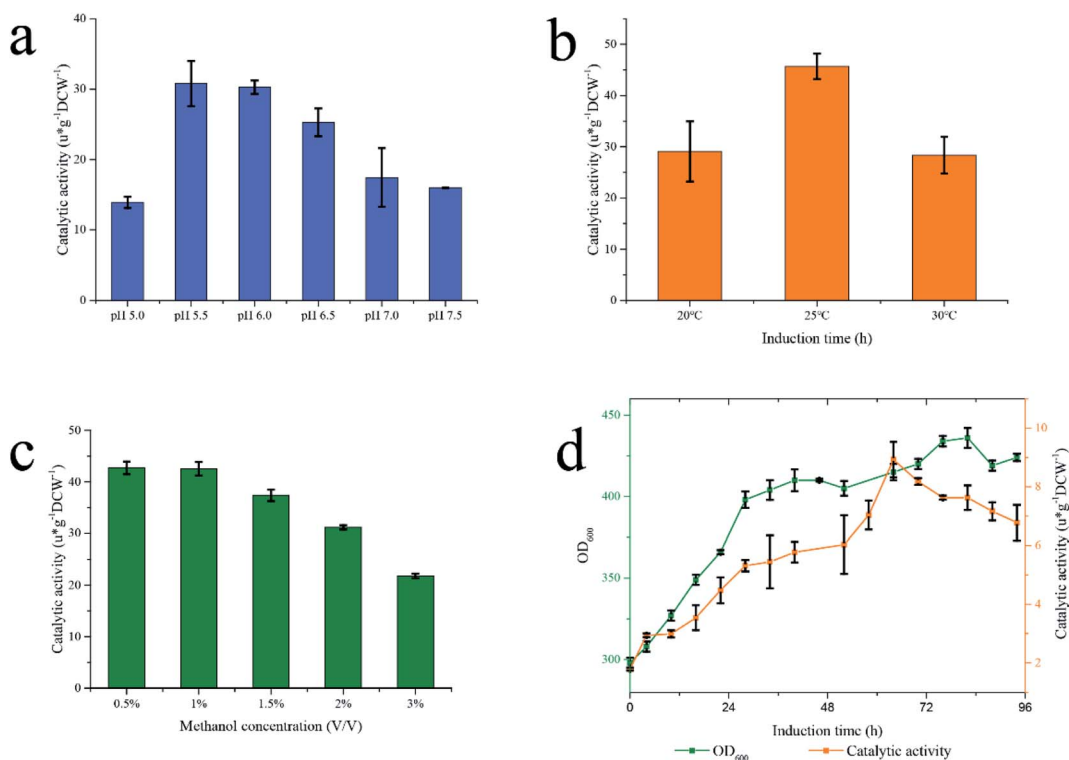 a
Catalytic activity (u*g⁻¹DCW⁻¹)
40
30
20
10
0
pH 5.0 pH 5.5 pH 6.0 pH 6.5 pH 7.0 pH 7.5
b
Catalytic activity (u*g⁻¹DCW⁻¹)
50
40
30
20
10
0
20°C 25°C 30°C
Induction time (h)
c
Catalytic activity (u*g⁻¹DCW⁻¹)
50
40
30
20
10
0
0.5% 1% 1.5% 2% 3%
Methanol concentration (V/V)
d
OD₆₀₀
450
400
350
300
Catalytic activity (u*g⁻¹DCW⁻¹)
10
8
6
4
2
0 24 48 72 96
Induction time (h)
OD₆₀₀ Catalytic activity